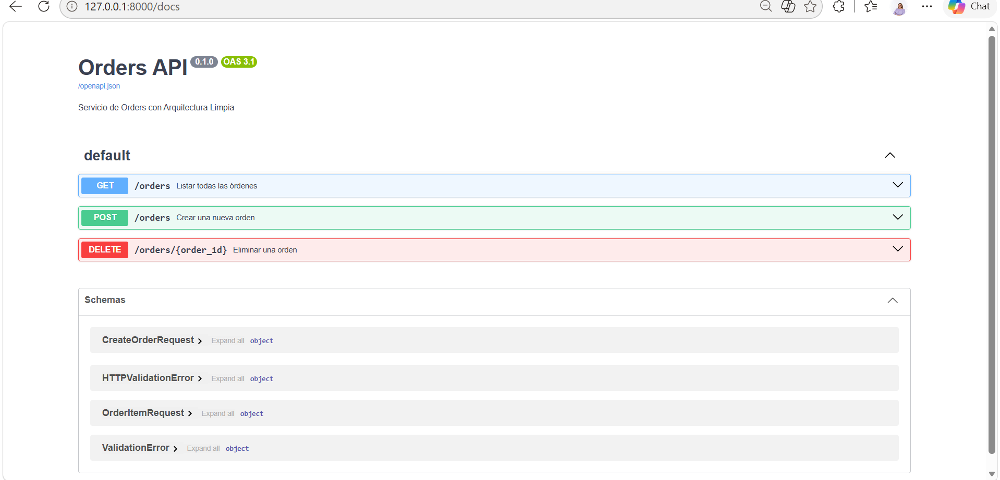 127.0.0.1:8000/docs
Chat
Orders API 0.1.0 OAS 3.1
/openapi.json
Servicio de Orders con Arquitectura Limpia
default
GET /orders Listar todas las órdenes
POST /orders Crear una nueva orden
DELETE /orders/{order_id} Eliminar una orden
Schemas
CreateOrderRequest Expand all object
HTTPValidationError Expand all object
OrderItemRequest Expand all object
ValidationError Expand all object